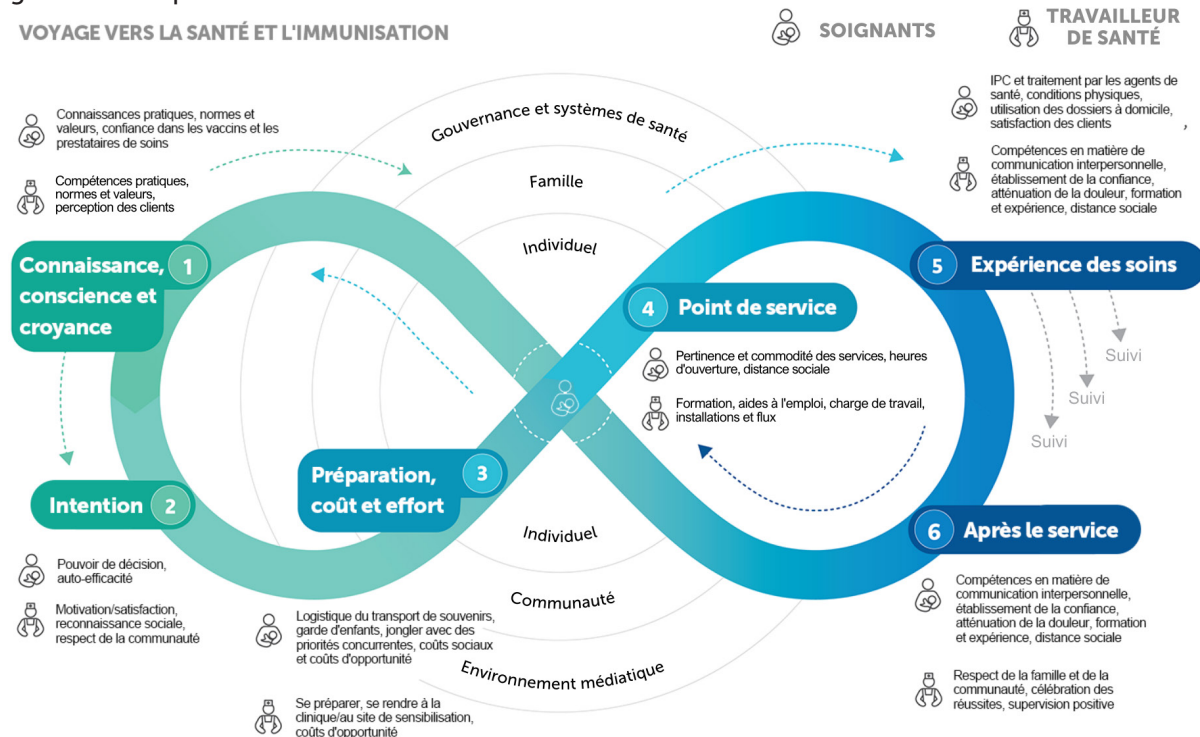 VOYAGE VERS LA SANTÉ ET L'IMMUNISATION
SOIGNANTS
TRAVAILLEUR
DE SANTÉ
Connaissances pratiques, normes et
valeurs, confiance dans les vaccins et les
prestataires de soins
Compétences pratiques,
normes et valeurs,
perception des clients
Connaissance,
conscience et
croyance
1
Intention 2
Pouvoir de décision,
auto-efficacité
Motivation/satisfaction,
reconnaissance sociale,
respect de la communauté
Préparation,
coût et effort
3
Logistique du transport de souvenirs,
garde d'enfants, jongler avec des
priorités concurrentes, coûts sociaux
et coûts d'opportunité
Se préparer, se rendre à la
clinique/au site de sensibilisation,
coûts d'opportunité
Gouvernance et systèmes de santé
Famille
Individuel
Individuel
Communauté
Environnement médiatique
4 Point de service
Pertinence et commodité des services, heures
d'ouverture, distance sociale
Formation, aides à l'emploi, charge de travail,
installations et flux
IPC et traitement par les agents de
santé, conditions physiques,
utilisation des dossiers à domicile,
satisfaction des clients ,
Compétences en matière de
communication interpersonnelle,
établissement de la confiance,
atténuation de la douleur, formation
et expérience, distance sociale
5 Expérience des soins
Suivi
Suivi
Suivi
6 Après le service
Compétences en matière de
communication interpersonnelle,
établissement de la confiance,
atténuation de la douleur, formation
et expérience, distance sociale
Respect de la famille et de la
communauté, célébration des
réussites, supervision positive